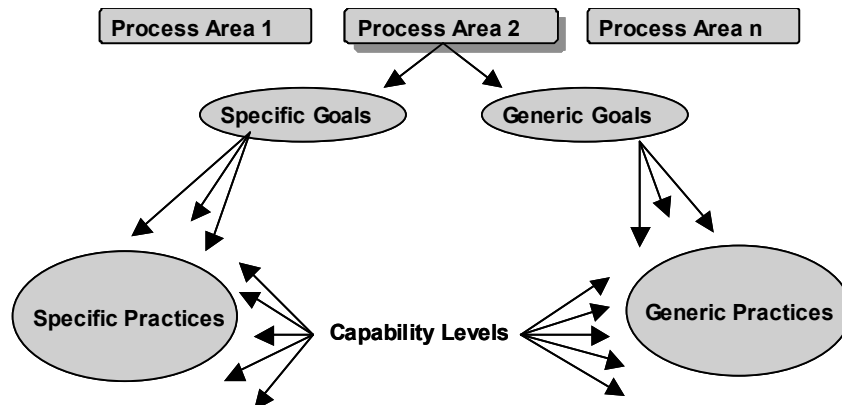 Process Area 1
Process Area 2
Process Area n
Specific Goals
Generic Goals
Specific Practices
Capability Levels
Generic Practices